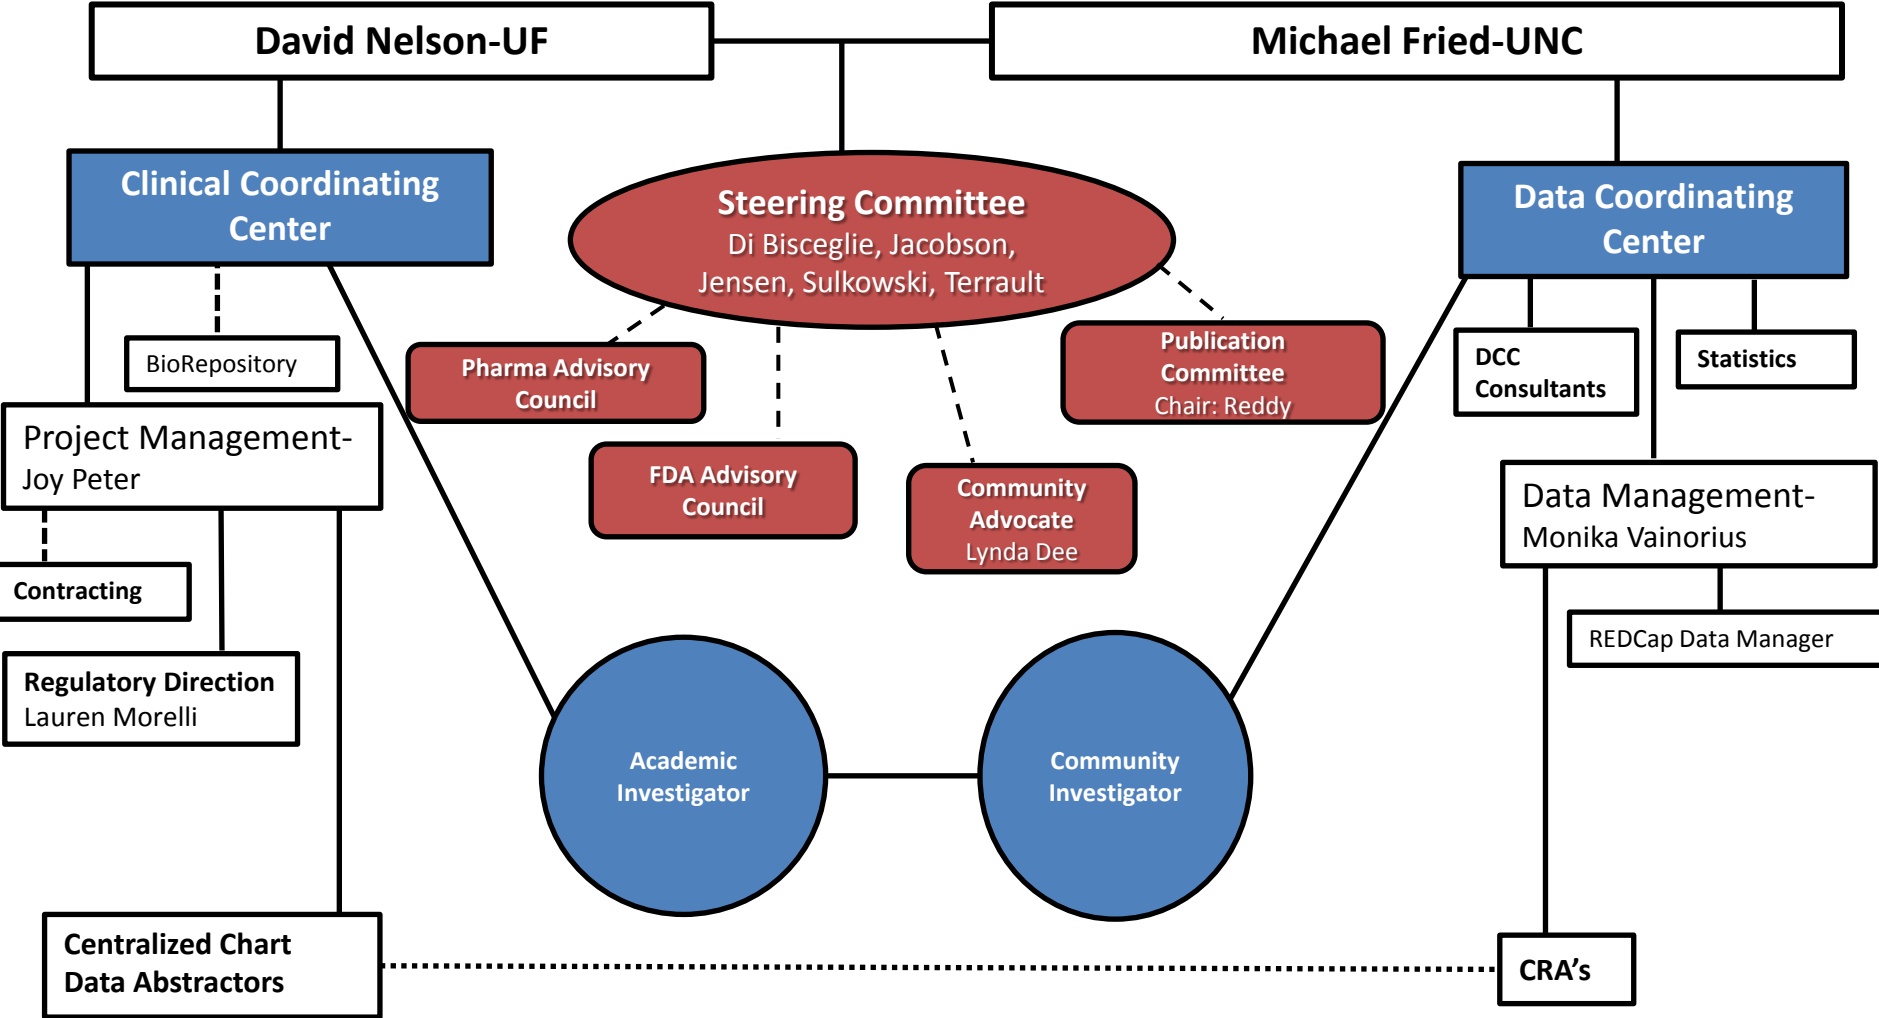 David Nelson-UF
Michael Fried-UNC
Clinical Coordinating
Center
Steering Committee
Di Bisceglie, Jacobson,
Jensen, Sulkowski, Terrault
Data Coordinating
Center
BioRepository
Pharma Advisory
Council
Publication
Committee
Chair: Reddy
DCC
Consultants
Statistics
Project Management-
Joy Peter
FDA Advisory
Council
Community
Advocate
Lynda Dee
Data Management-
Monika Vainorius
Contracting
REDCap Data Manager
Regulatory Direction
Lauren Morelli
Academic
Investigator
Community
Investigator
Centralized Chart
Data Abstractors
CRA's